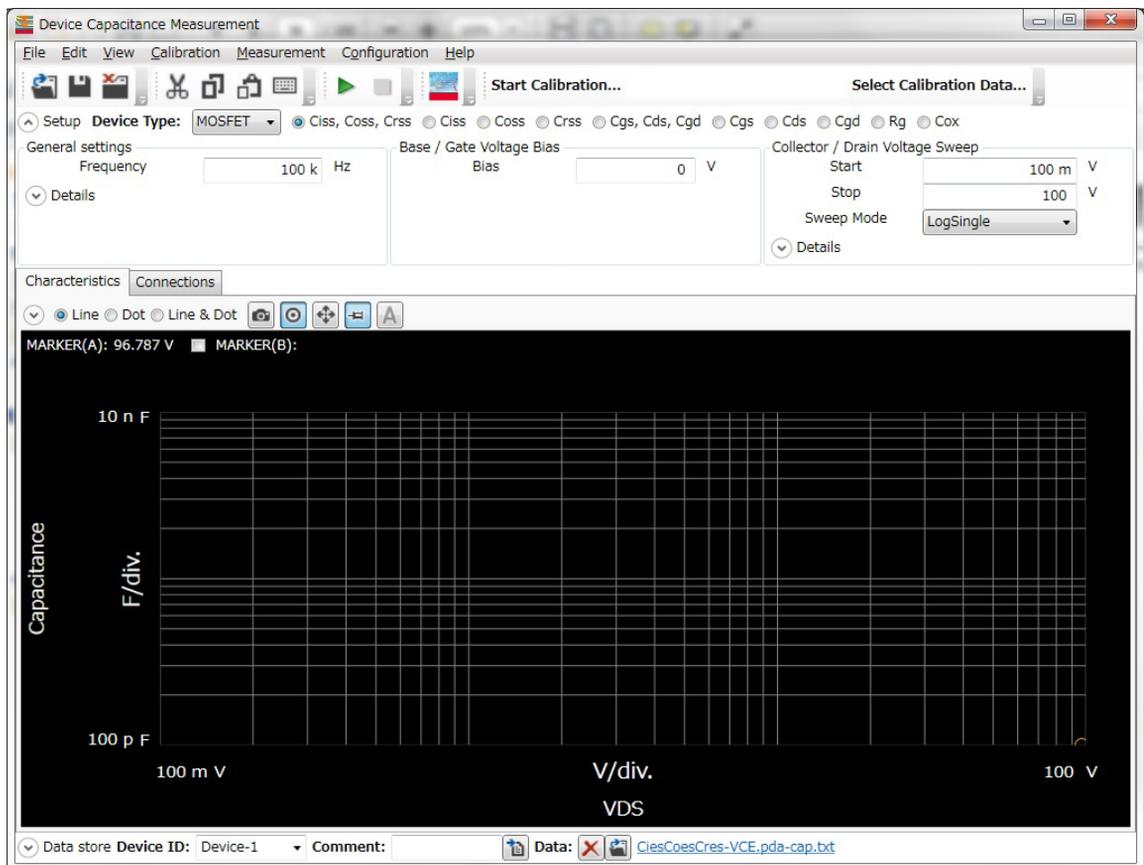 Device Capacitance Measurement
File Edit View Calibration Measurement Configuration Help
Start Calibration... Select Calibration Data...
Setup Device Type: MOSFET Ciss, Coss, Crss Ciss Coss Crss Cgs, Cds, Cgd Cgs Cds Cgd Rg Cox
General settings Base / Gate Voltage Bias Collector / Drain Voltage Sweep
Frequency 100 k Hz Bias 0 V Start 100 m V
Details Stop 100 V
Sweep Mode LogSingle
Details
Characteristics Connections
Line Dot Line & Dot A
MARKER(A): 96.787 V MARKER(B):
10 n F
Capacitance
F/div.
100 p F
100 m V V/div. 100 V
VDS
Data store Device ID: Device-1 Comment: Data: CiesCoesCres-VCE.pda-cap.txt